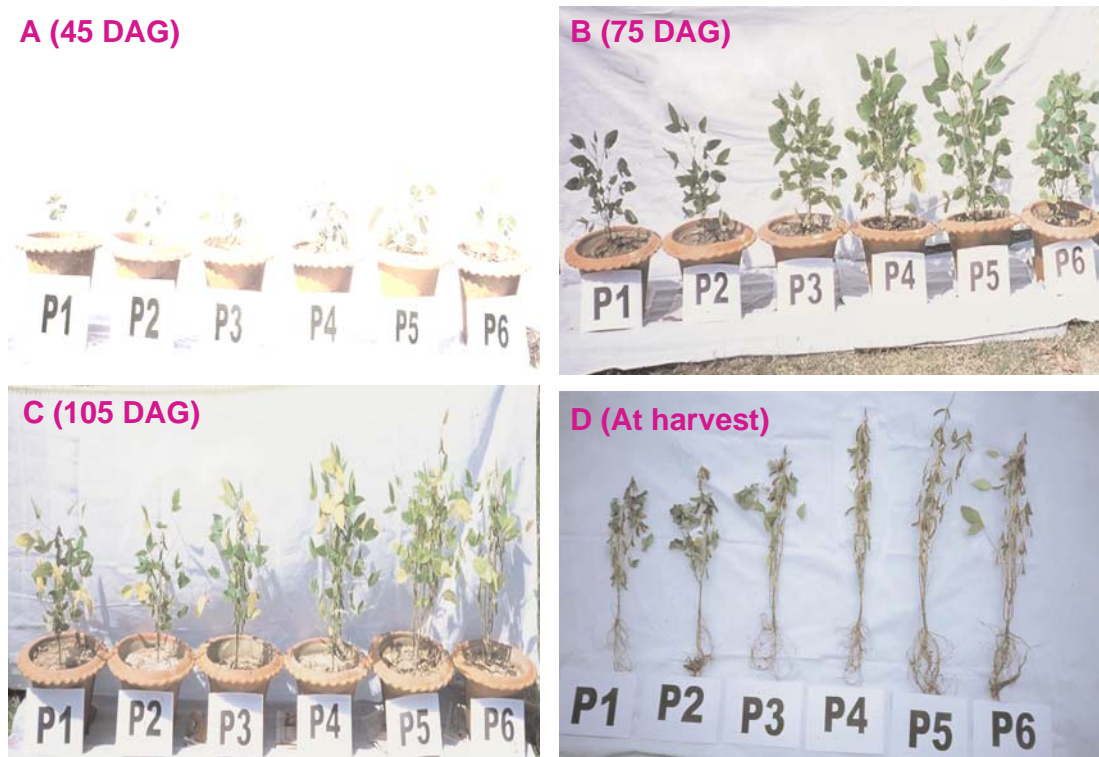 A (45 DAG)
P1 P2 P3 P4 P5 P6
B (75 DAG)
P1 P2 P3 P4 P5 P6
C (105 DAG)
P1 P2 P3 P4 P5 P6
D (At harvest)
P1 P2 P3 P4 P5 P6